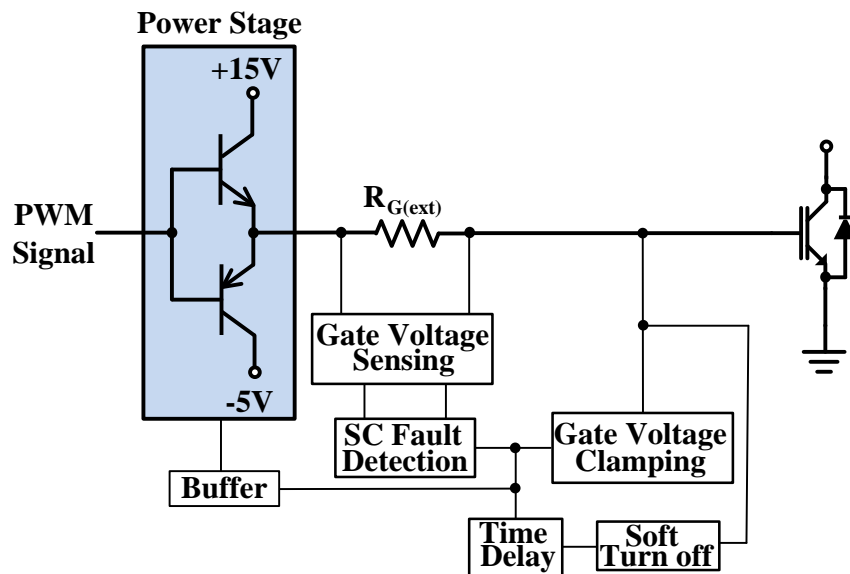 Power Stage
+15V
PWM
Signal
R_G(ext)
-5V
Gate Voltage
Sensing
SC Fault
Detection
Gate Voltage
Clamping
Buffer
Time
Delay
Soft
Turn off